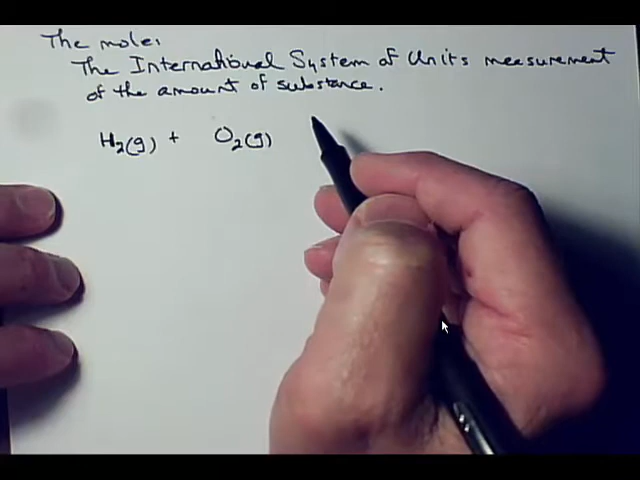 The mole,
The International System of Units measurement
of the amount of substance.
H₂(g) + O₂(g)